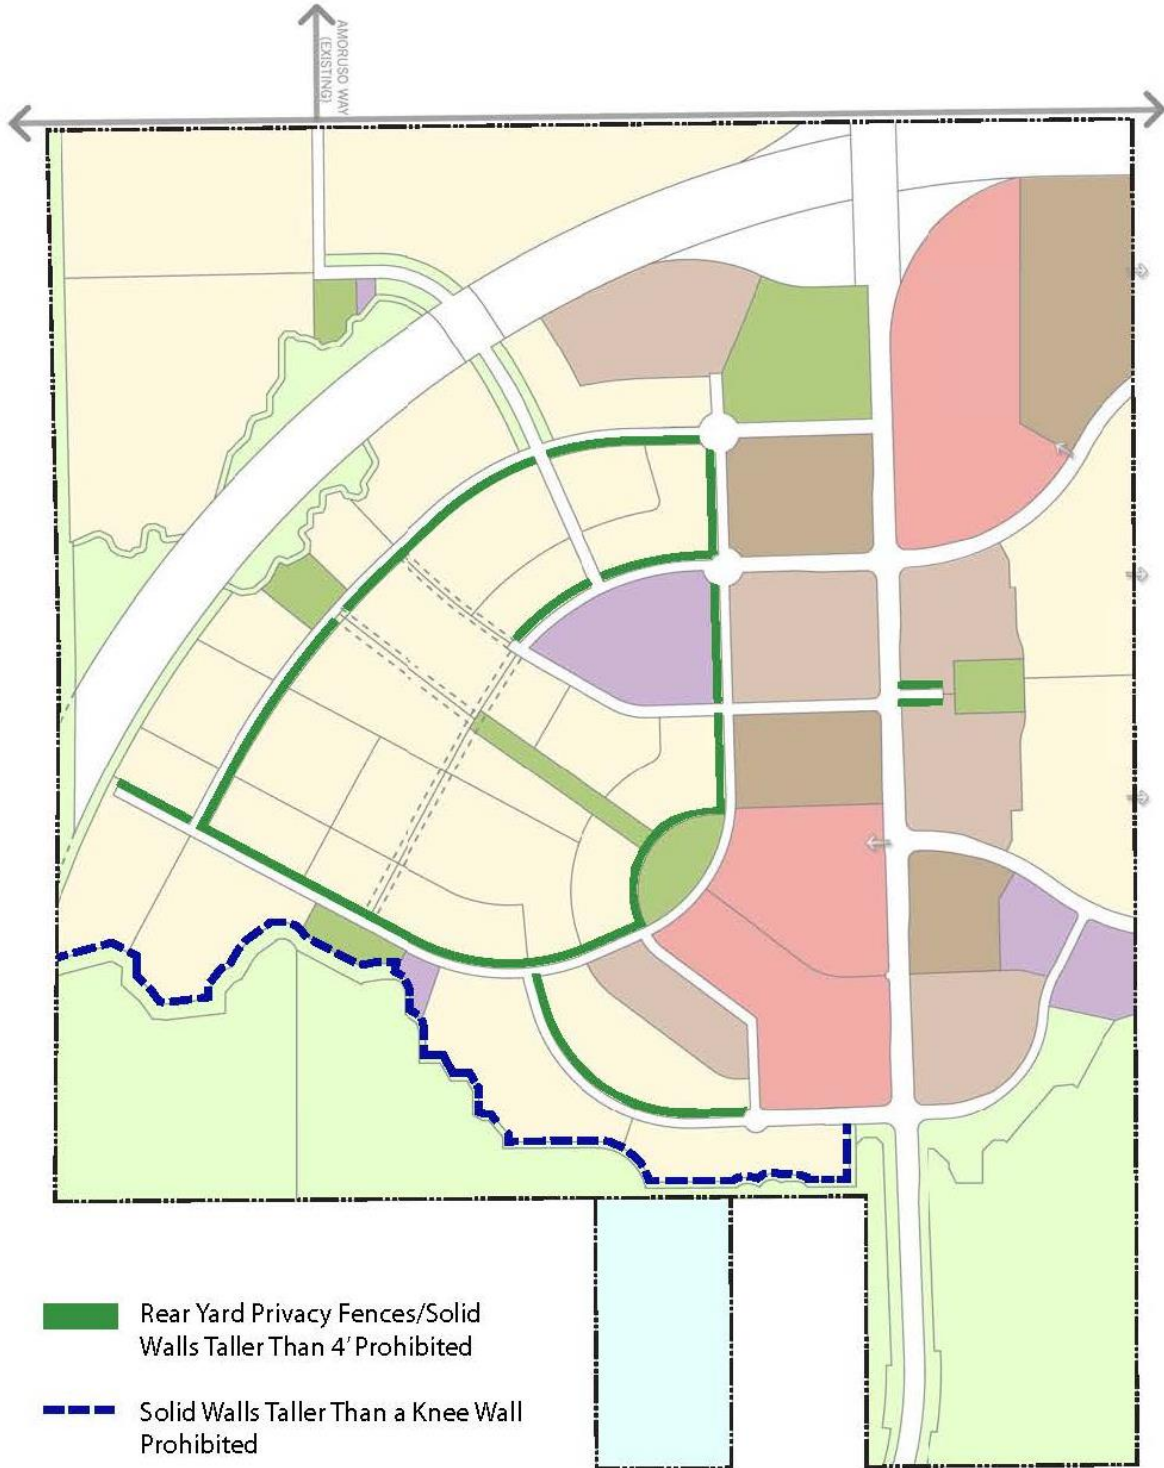 AMORUSO WAY
(EXISTING)
Rear Yard Privacy Fences/Solid
Walls Taller Than 4' Prohibited
Solid Walls Taller Than a Knee Wall
Prohibited